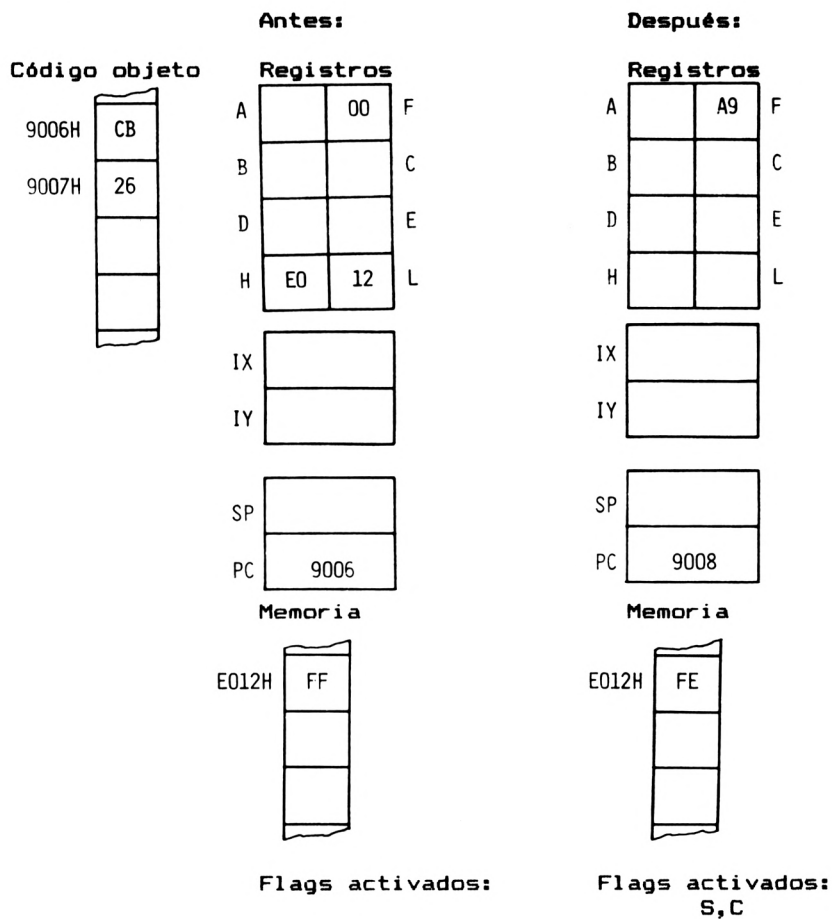 Antes: Después:
Código objeto Registros Registros
A 00 F A A9 F
9006H CB
B C B C
9007H 26
D E D E
H E0 12 L H L
IX IX
IY IY
SP SP
PC 9006 PC 9008
Memoria Memoria
E012H FF E012H FE
Flags activados: Flags activados:
S,C